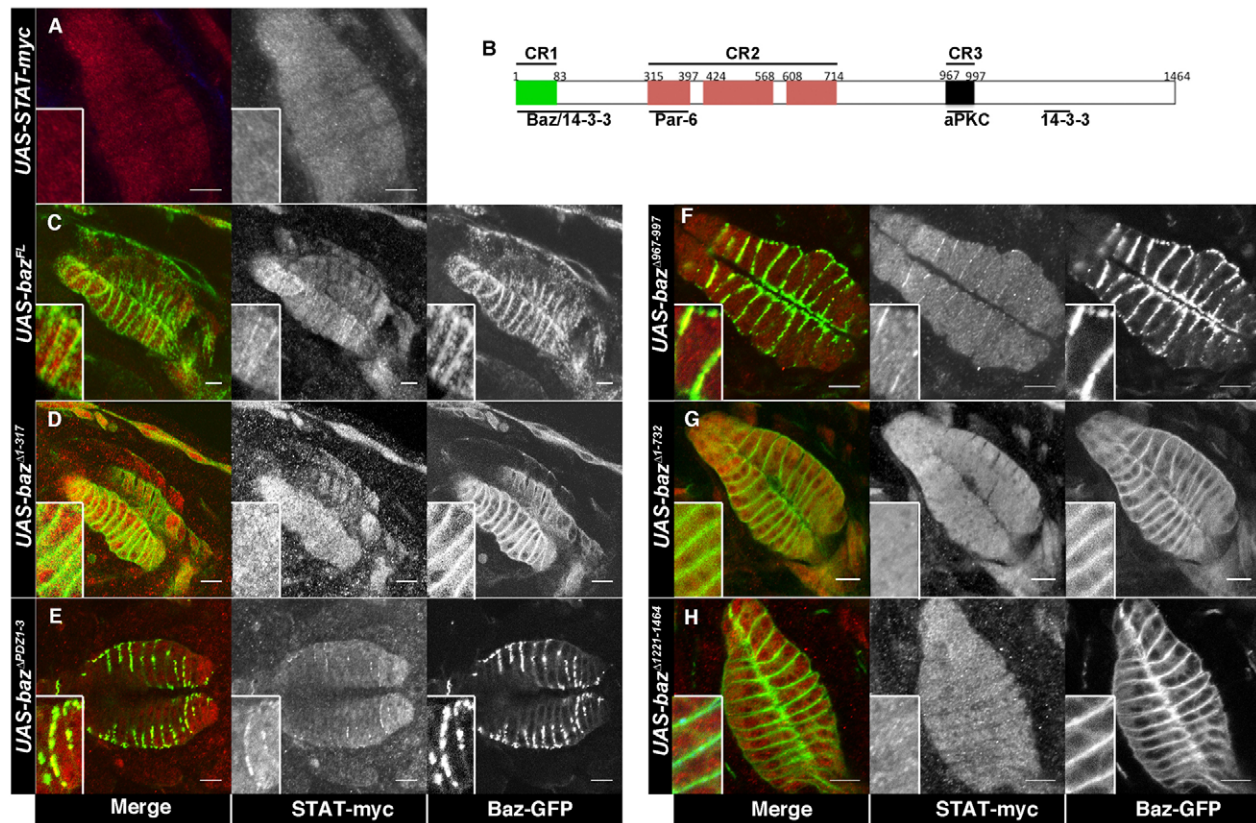 UAS-STAT-myc
A
B
CR1 CR2 CR3
1 83 315 397 424 568 608 714 967 997 1464
Baz/14-3-3 Par-6 aPKC 14-3-3
UAS-baz^FL
C
UAS-baz^Δ1-317
D
UAS-baz^ΔPDZ1-3
E
Merge STAT-myc Baz-GFP
UAS-baz^Δ967-997
F
UAS-baz^Δ1-732
G
UAS-baz^Δ1221-1464
H
Merge STAT-myc Baz-GFP